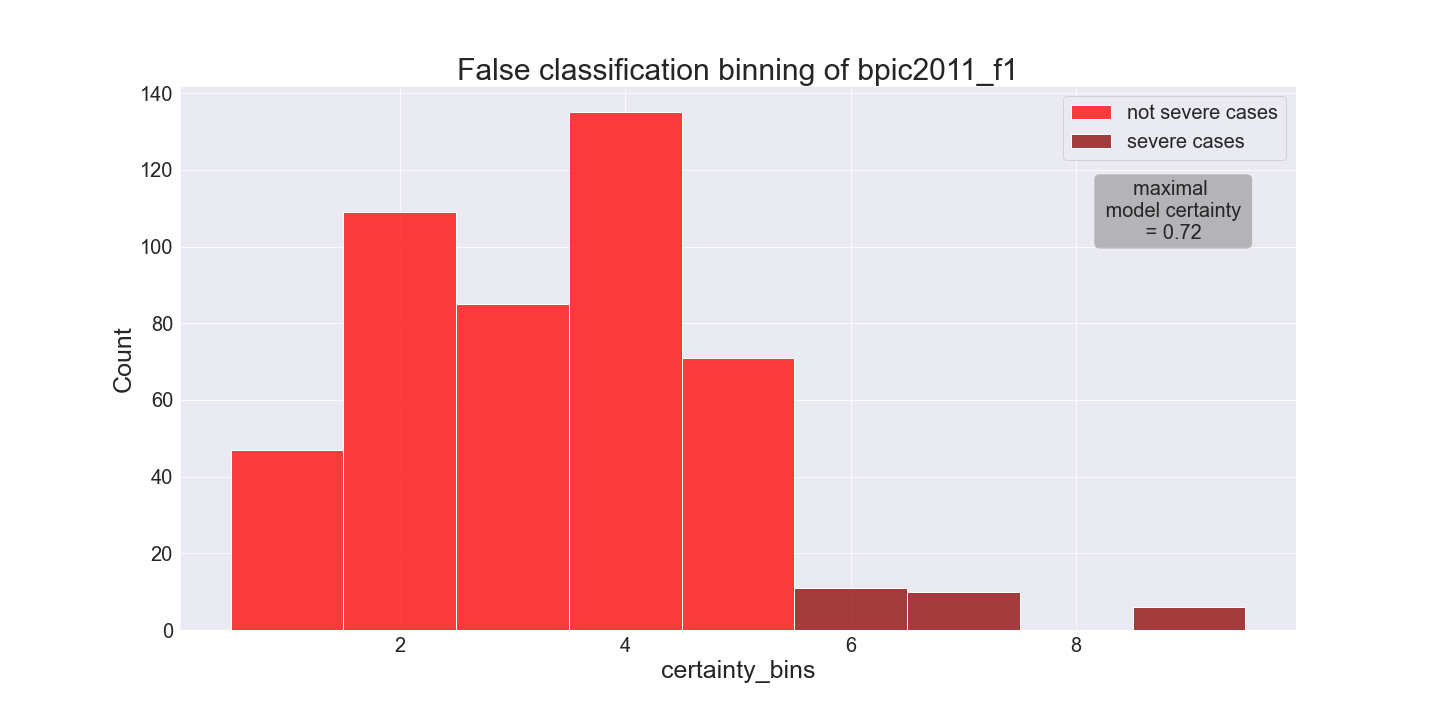 False classification binning of bpic2011_f1
140
120
100
80
60
40
20
0
Count
2
4
6
8
certainty_bins
not severe cases
severe cases
maximal
model certainty
= 0.72